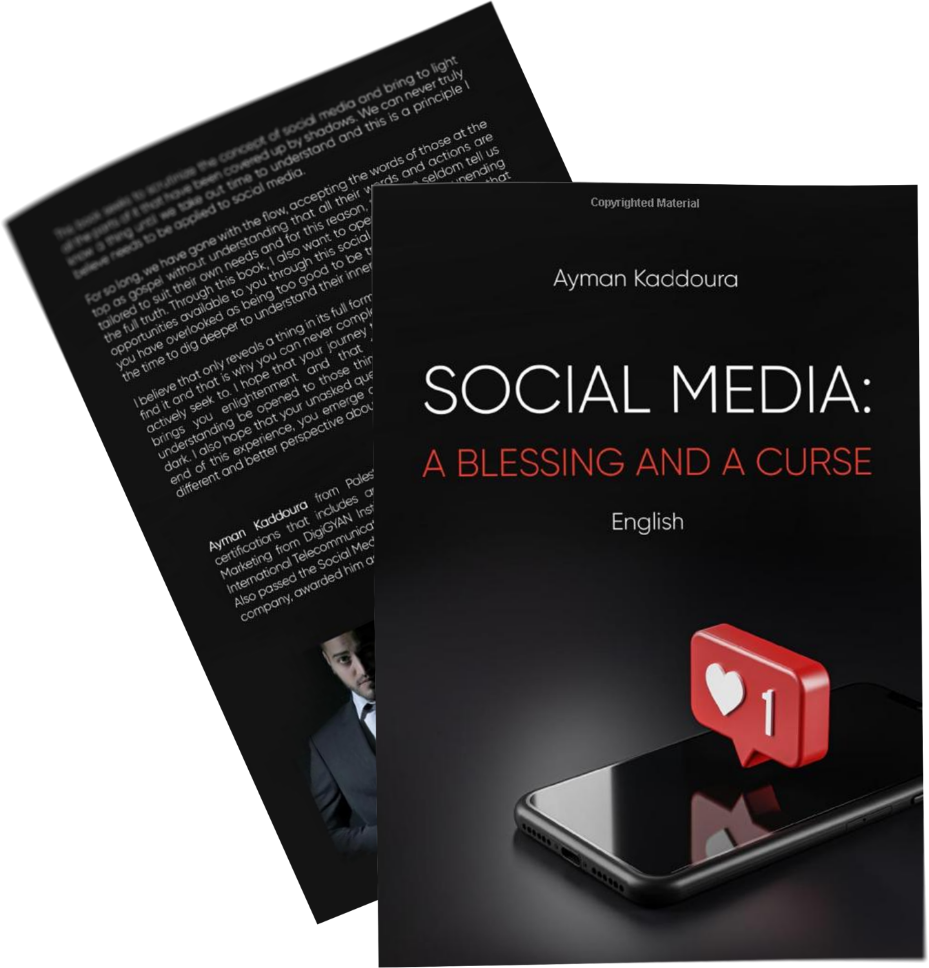 This book seeks to scrutinize the concept of social media and bring to light
all the parts of it that have been covered up by shadows. We can never truly
know a thing until we take out time to understand and this is a principle I
believe needs to be applied to social media.
For so long, we have gone with the flow, accepting the words of those at the
top as gospel without understanding that all their words and actions are
tailored to suit their own needs and for this reason, seldom tell us
the full truth. Through this book, I also want to
opportunities available to you through this social that
you have overlooked as being too good to be
the time to dig deeper to understand their
I believe that only reveals a thing in its full
find it and that is why you can never
actively seek to. I hope that your journey
brings you enlightenment and that
understanding be opened to those
dark. I also hope that your unasked
end of this experience, you emerge
different and better perspective
Ayman Kaddoura from
certifications that includes
Marketing from DigiGYAN
International
Also passed the Social
company, awarded him
Copyrighted Material
Ayman Kaddoura
SOCIAL MEDIA:
A BLESSING AND A CURSE
English
1